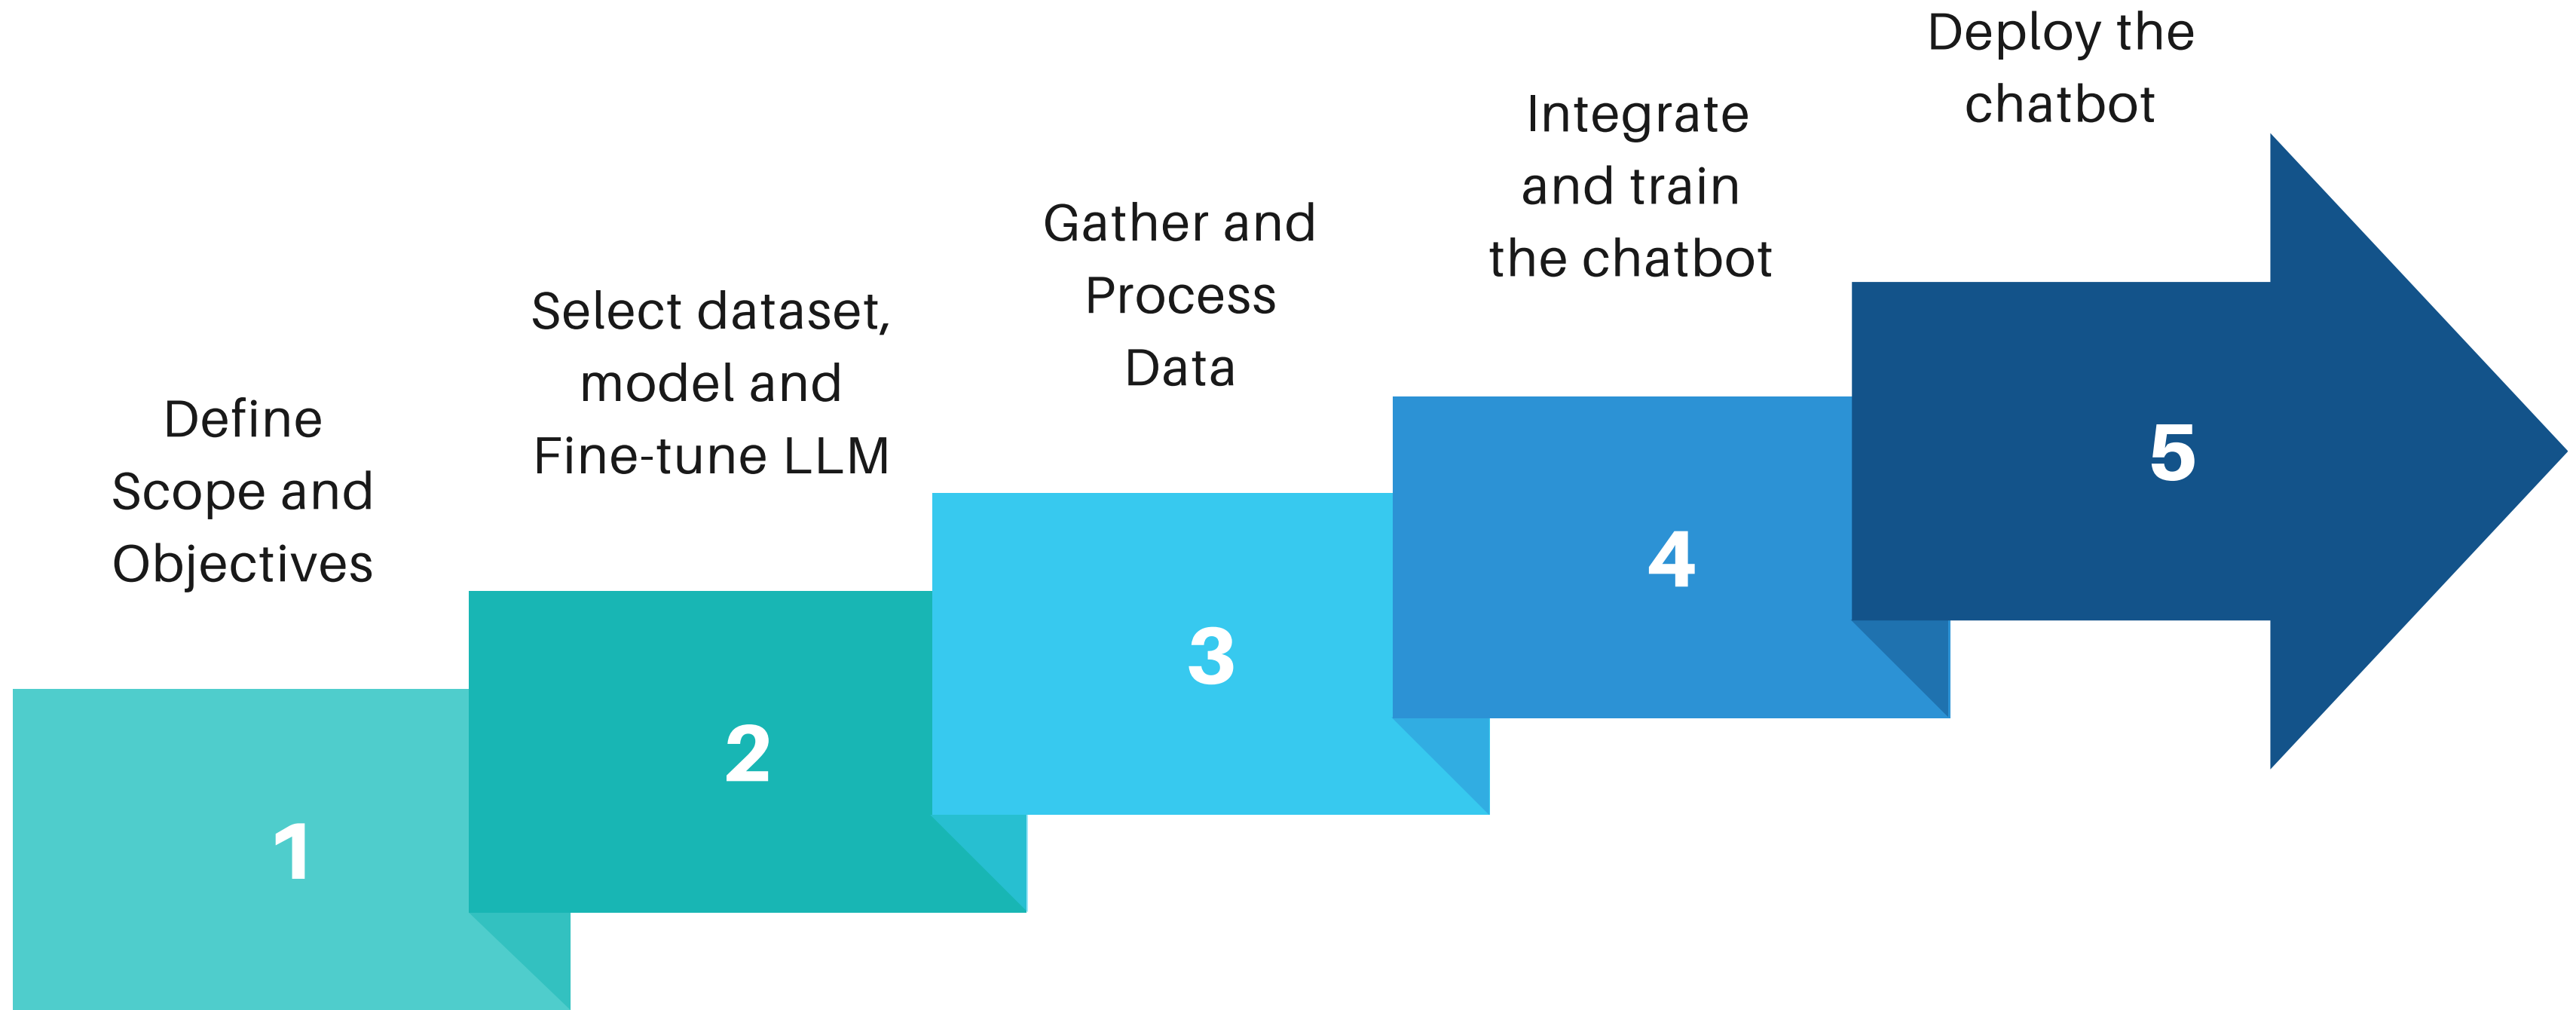 Define
Scope and
Objectives
1
Select dataset,
model and
Fine-tune LLM
2
Gather and
Process
Data
3
Integrate
and train
the chatbot
4
Deploy the
chatbot
5